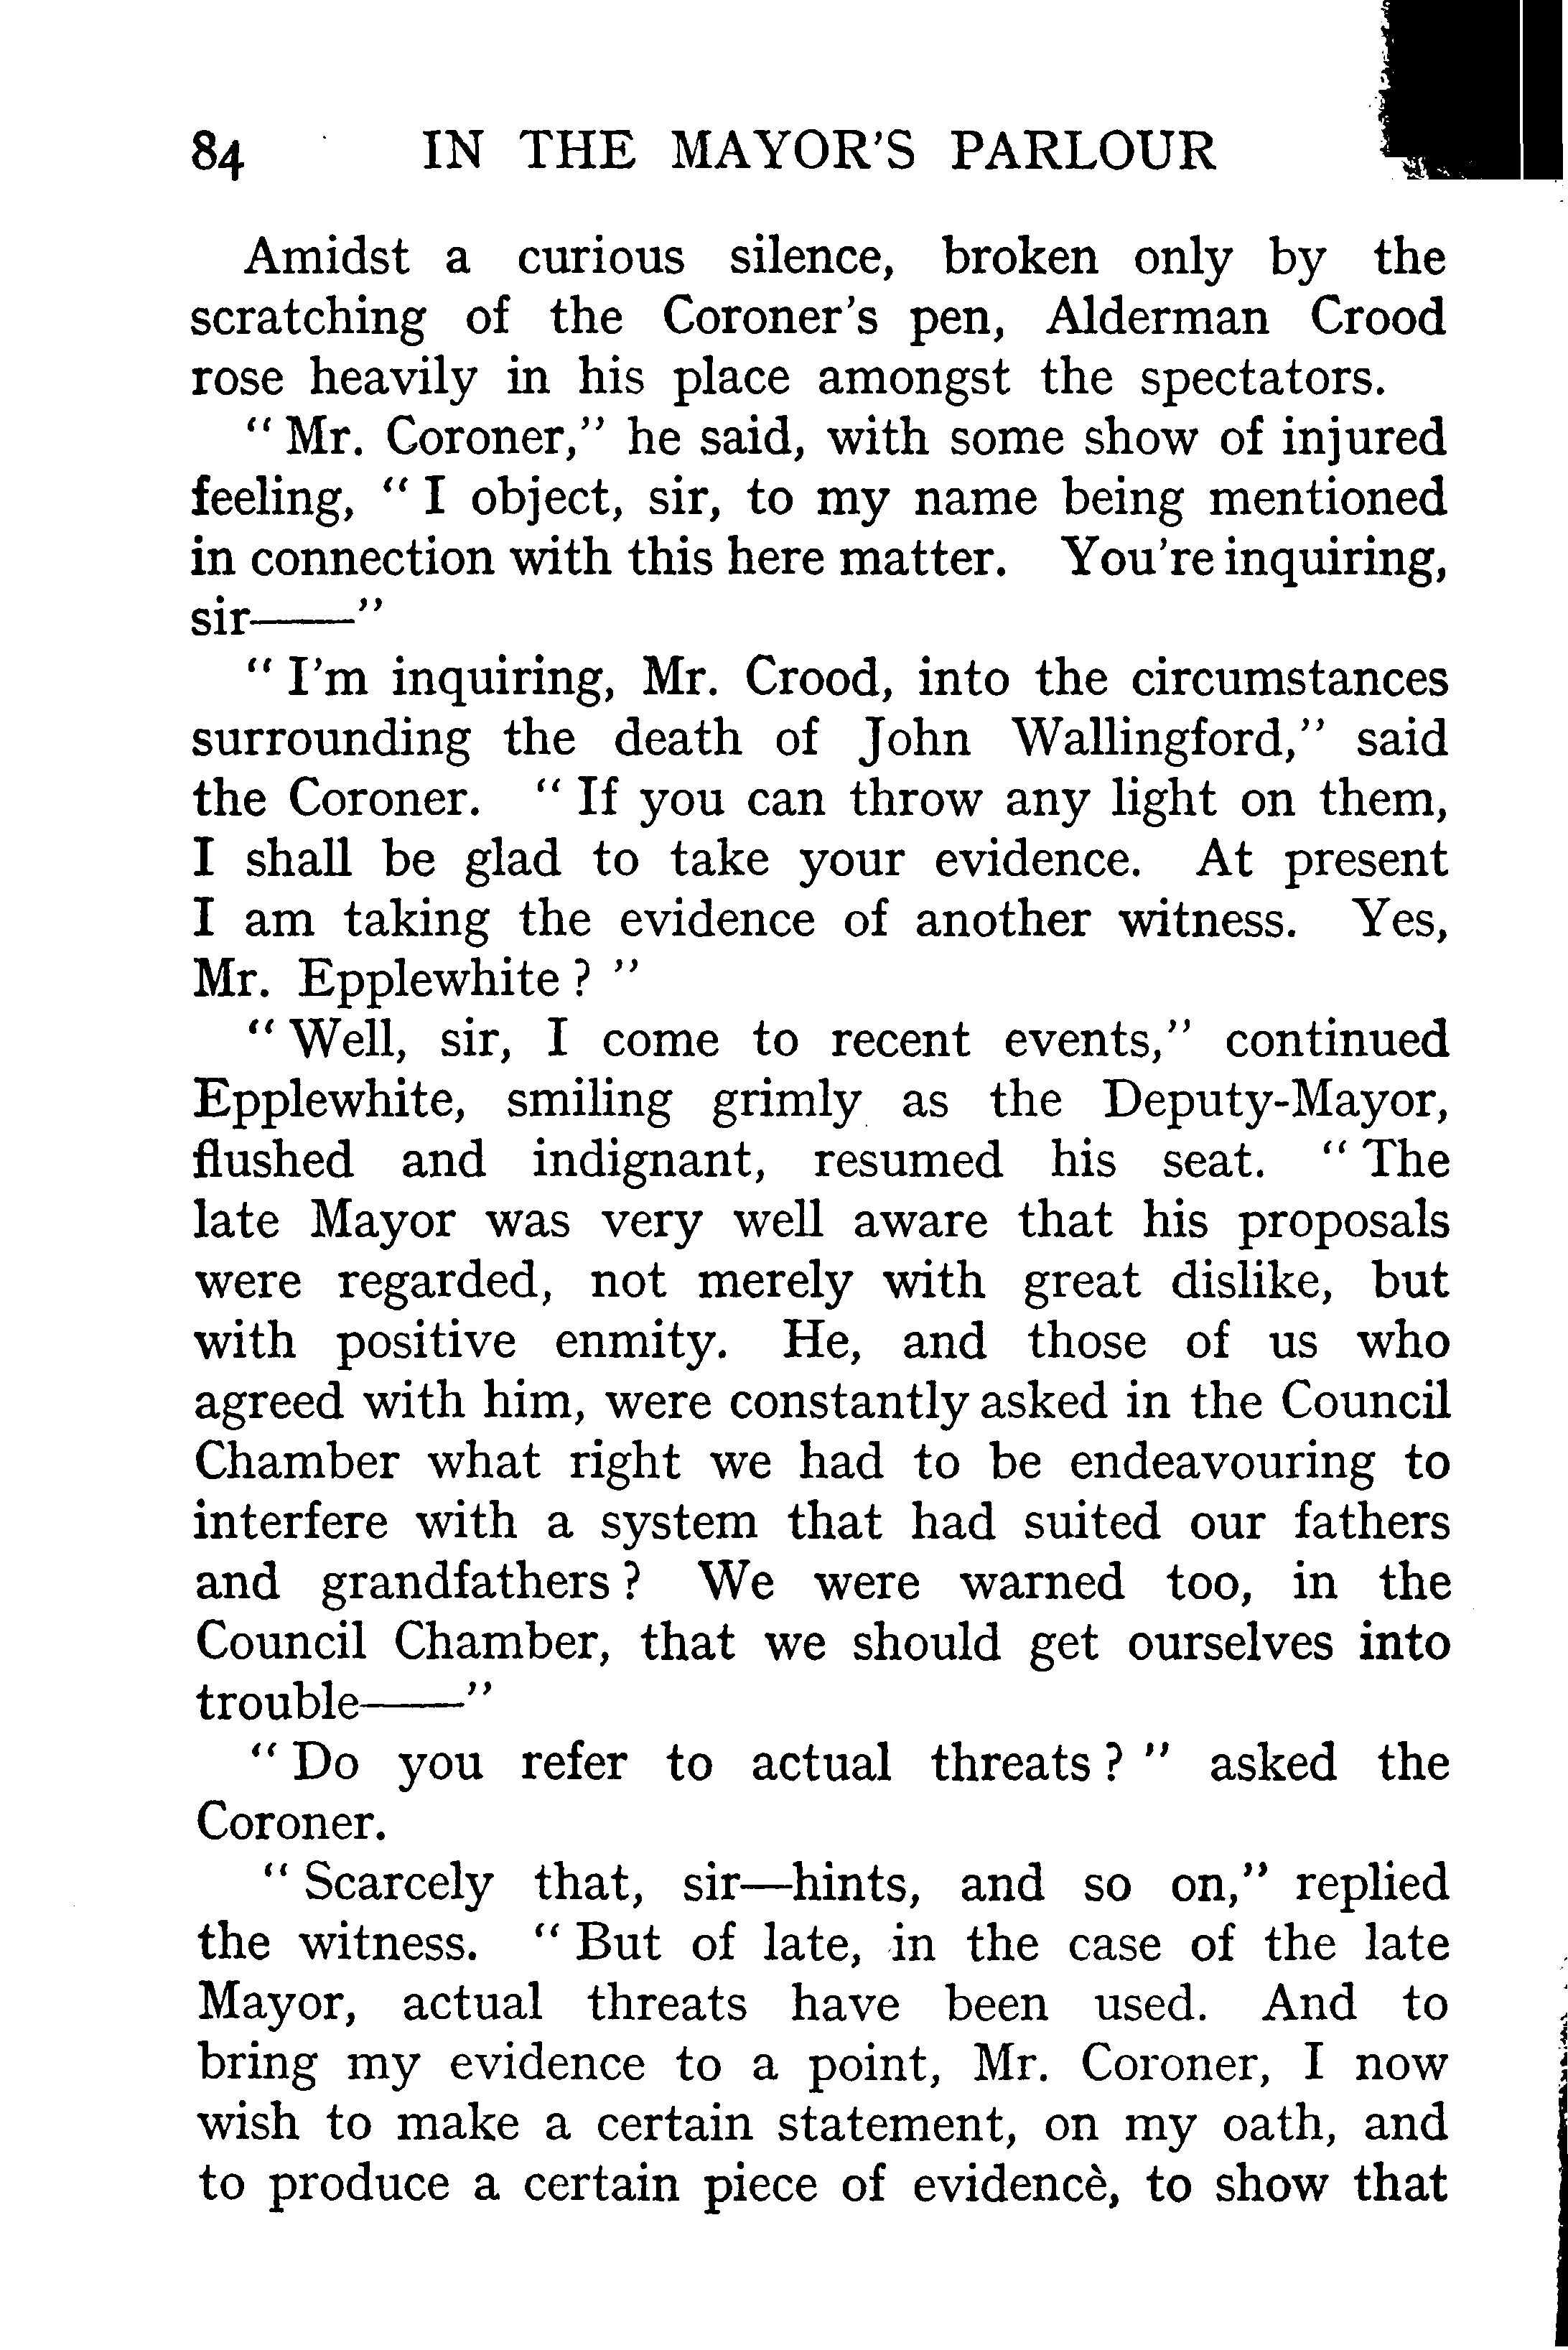 84 IN THE MAYOR'S PARLOUR
Amidst a curious silence, broken only by the
scratching of the Coroner's pen, Alderman Crood
rose heavily in his place amongst the spectators.
“ Mr. Coroner,” he said, with some show of injured
feeling, “ I object, sir, to my name being mentioned
in connection with this here matter. You're inquiring,
sir——”
“ I'm inquiring, Mr. Crood, into the circumstances
surrounding the death of John Wallingford,” said
the Coroner. “ If you can throw any light on them,
I shall be glad to take your evidence. At present
I am taking the evidence of another witness. Yes,
Mr. Epplewhite ? ”
“ Well, sir, I come to recent events,” continued
Epplewhite, smiling grimly as the Deputy-Mayor,
flushed and indignant, resumed his seat. “ The
late Mayor was very well aware that his proposals
were regarded, not merely with great dislike, but
with positive enmity. He, and those of us who
agreed with him, were constantly asked in the Council
Chamber what right we had to be endeavouring to
interfere with a system that had suited our fathers
and grandfathers ? We were warned too, in the
Council Chamber, that we should get ourselves into
trouble——”
“ Do you refer to actual threats ? ” asked the
Coroner.
“ Scarcely that, sir—hints, and so on,” replied
the witness. “ But of late, in the case of the late
Mayor, actual threats have been used. And to
bring my evidence to a point, Mr. Coroner, I now
wish to make a certain statement, on my oath, and
to produce a certain piece of evidencè, to show that